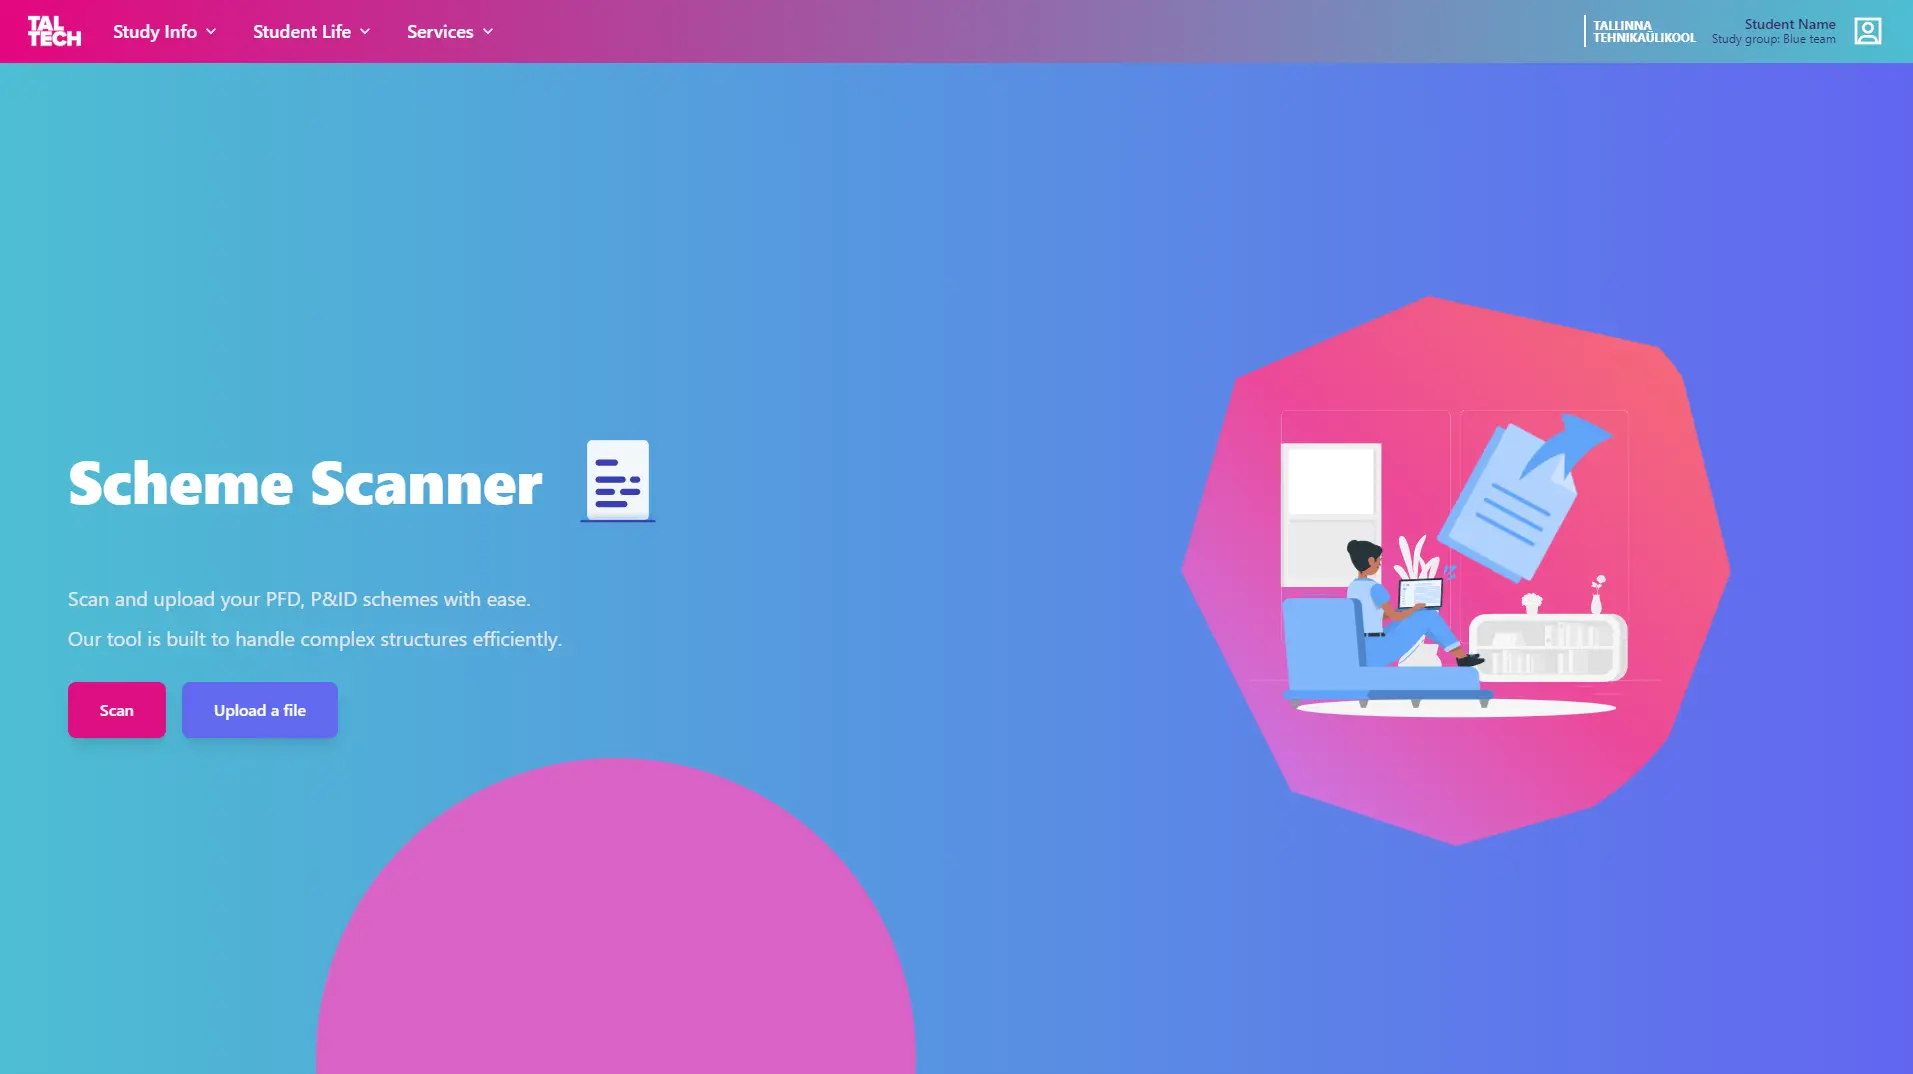 TAL
TECH
Study Info
Student Life
Services
TALLINNA
TEHNIKAÜLIKOOL
Student Name
Study group: Blue team
Scheme Scanner
Scan and upload your PFD, P&ID schemes with ease.
Our tool is built to handle complex structures efficiently.
Scan
Upload a file